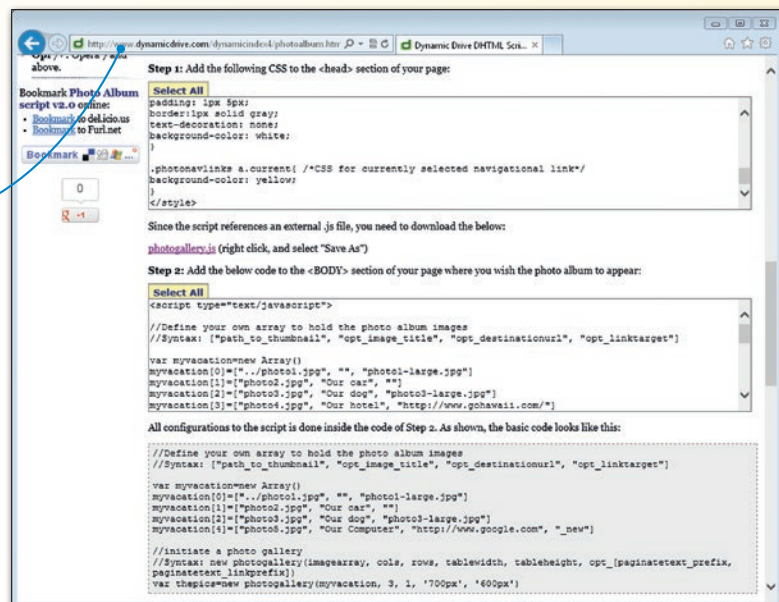 http://www.dynamicdrive.com/dynamicindex4/photoalbum.htm
Dynamic Drive DHTML Scri...
above.
Bookmark Photo Album
script v2.0 online:
Bookmark to del.icio.us
Bookmark to Furl.net
Bookmark
0
Step 1: Add the following CSS to the <head> section of your page:
Select All
padding: 1px 5px;
border:1px solid gray;
text-decoration: none;
background-color: white;
}
.photonavlinks a.current{ /*CSS for currently selected navigational link*/
background-color: yellow;
}
</style>
Since the script references an external .js file, you need to download the below:
photogallery.js (right click, and select "Save As")
Step 2: Add the below code to the <BODY> section of your page where you wish the photo album to appear:
Select All
<script type="text/javascript">
//Define your own array to hold the photo album images
//Syntax: ["path_to_thumbnail", "opt_image_title", "opt_destinationurl", "opt_linktarget"]
var myvacation=new Array()
myvacation[0]=["../photo1.jpg", "", "photo1-large.jpg"]
myvacation[1]=["photo2.jpg", "Our car", ""]
myvacation[2]=["photo3.jpg", "Our dog", "photo3-large.jpg"]
myvacation[3]=["photo4.jpg", "Our hotel", "http://www.gohawaii.com/"]
All configurations to the script is done inside the code of Step 2. As shown, the basic code looks like this:
//Define your own array to hold the photo album images
//Syntax: ["path_to_thumbnail", "opt_image_title", "opt_destinationurl", "opt_linktarget"]
var myvacation=new Array()
myvacation[0]=["../photo1.jpg", "", "photo1-large.jpg"]
myvacation[1]=["photo2.jpg", "Our car", ""]
myvacation[2]=["photo3.jpg", "Our dog", "photo3-large.jpg"]
myvacation[4]=["photo5.jpg", "Our Computer", "http://www.google.com", "_new"]
//initiate a photo gallery
//Syntax: new photogallery(imagearray, cols, rows, tablewidth, tableheight, opt_[paginatetext_prefix,
paginatetext_linkprefix])
var thepics=new photogallery(myvacation, 3, 1, '700px', '600px')